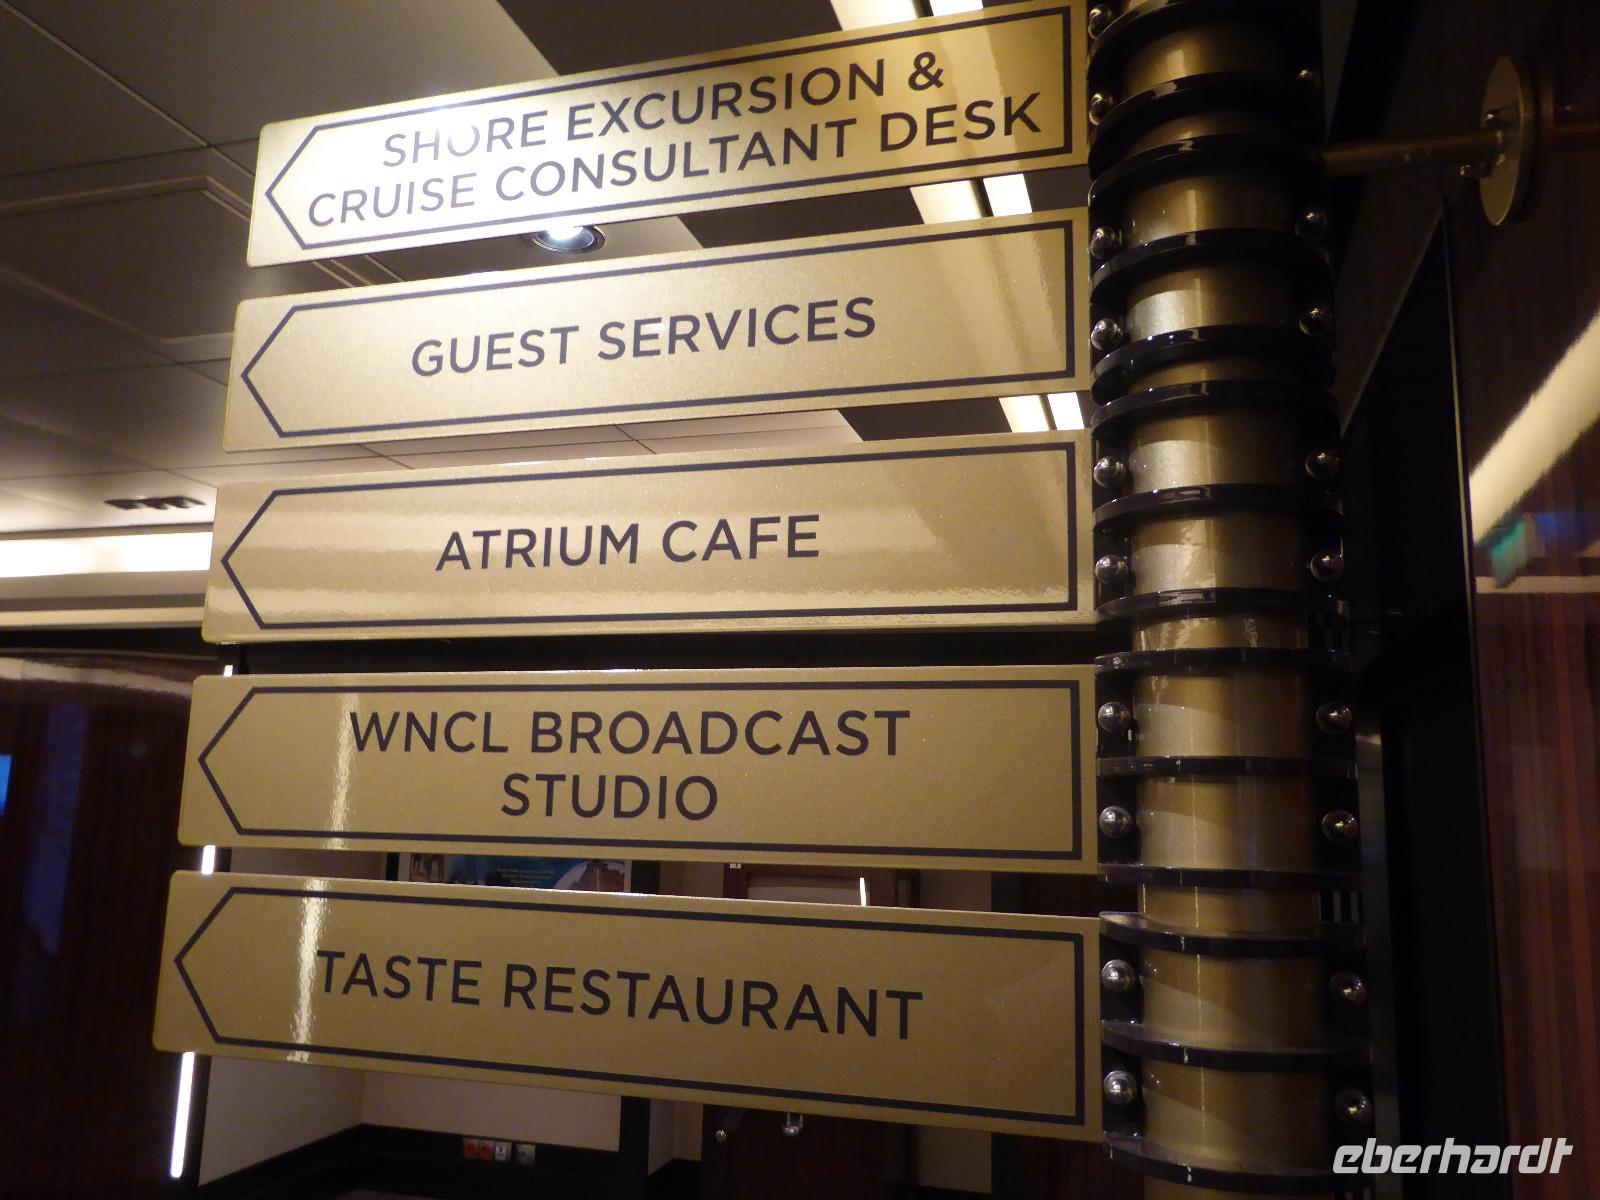 SHORE EXCURSION &
CRUISE CONSULTANT DESK
GUEST SERVICES
ATRIUM CAFE
WNCL BROADCAST
STUDIO
TASTE RESTAURANT
eberhardt